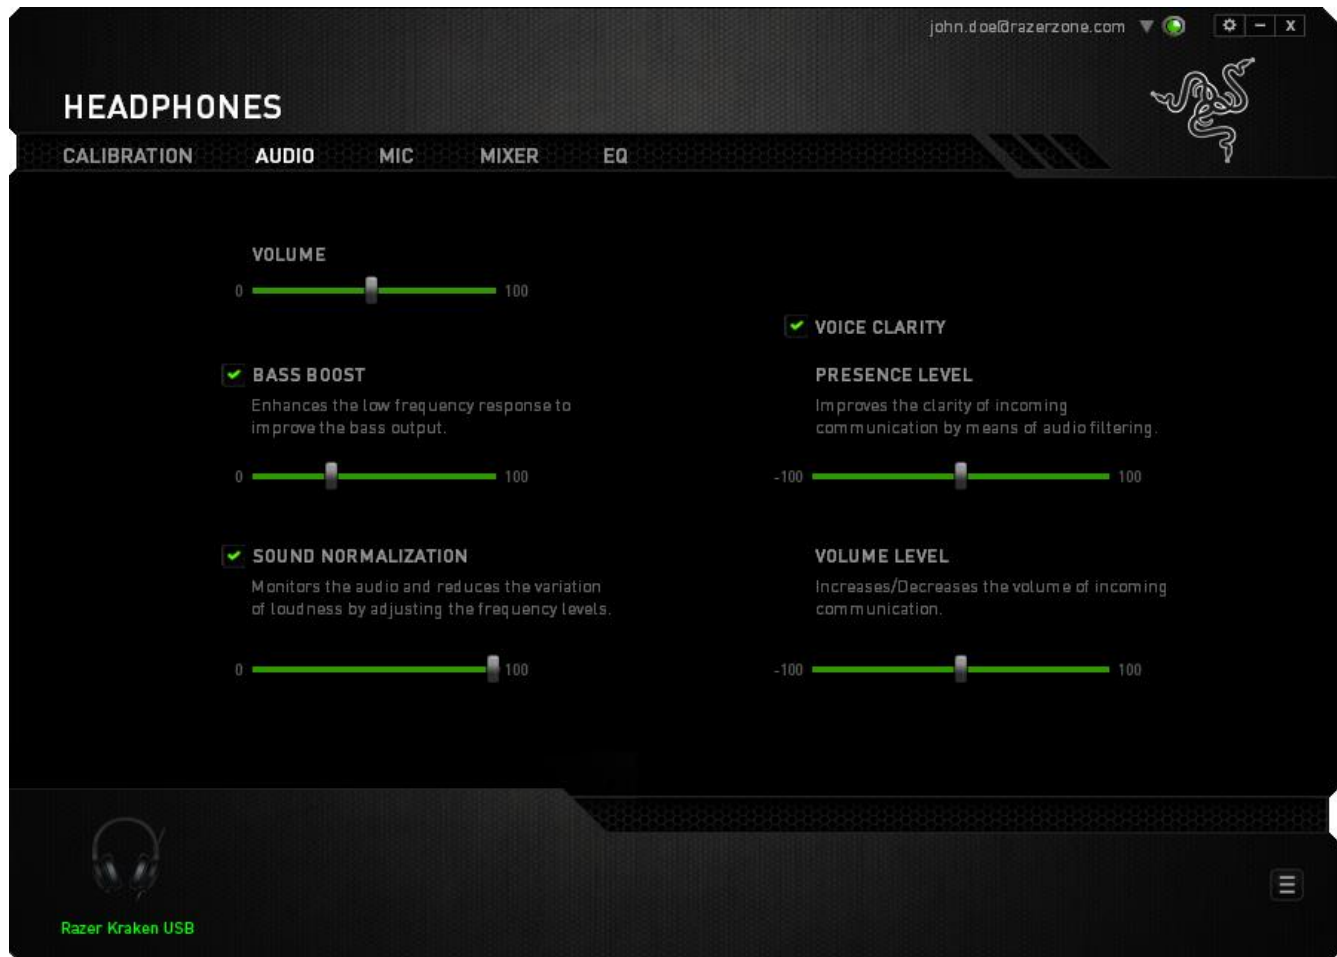 john.doe@razerzone.com
X
HEADPHONES
CALIBRATION AUDIO MIC MIXER EQ
VOLUME
0 100
BASS BOOST
Enhances the low frequency response to
improve the bass output.
0 100
SOUND NORMALIZATION
Monitors the audio and reduces the variation
of loudness by adjusting the frequency levels.
0 100
VOICE CLARITY
PRESENCE LEVEL
Improves the clarity of incoming
communication by means of audio filtering.
-100 100
VOLUME LEVEL
Increases/Decreases the volume of incoming
communication.
-100 100
Razer Kraken USB